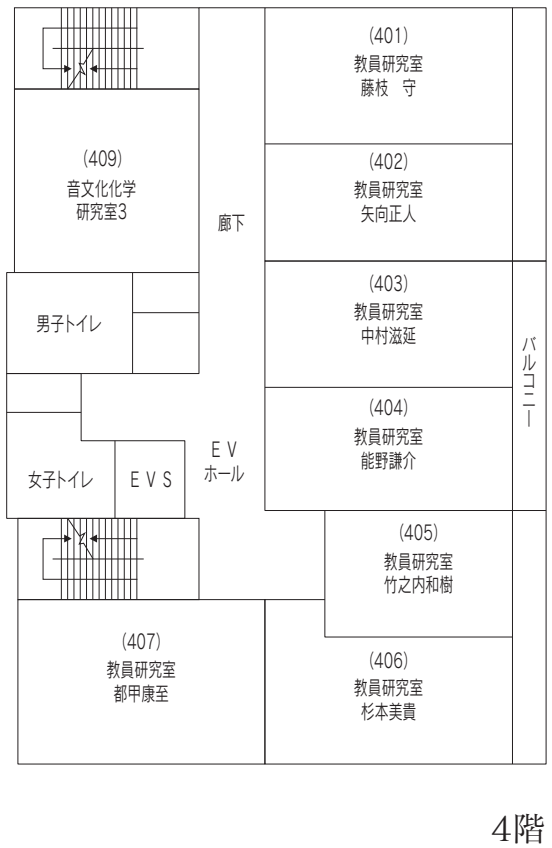 (401)
教員研究室
藤枝　守
(409)
音文化化学
研究室3
(402)
教員研究室
矢向正人
廊下
(403)
教員研究室
中村滋延
男子トイレ
バルコニー
(404)
教員研究室
能野謙介
ＥＶ
ホール
女子トイレ
ＥＶＳ
(405)
教員研究室
竹之内和樹
(407)
教員研究室
都甲康至
(406)
教員研究室
杉本美貴
4階